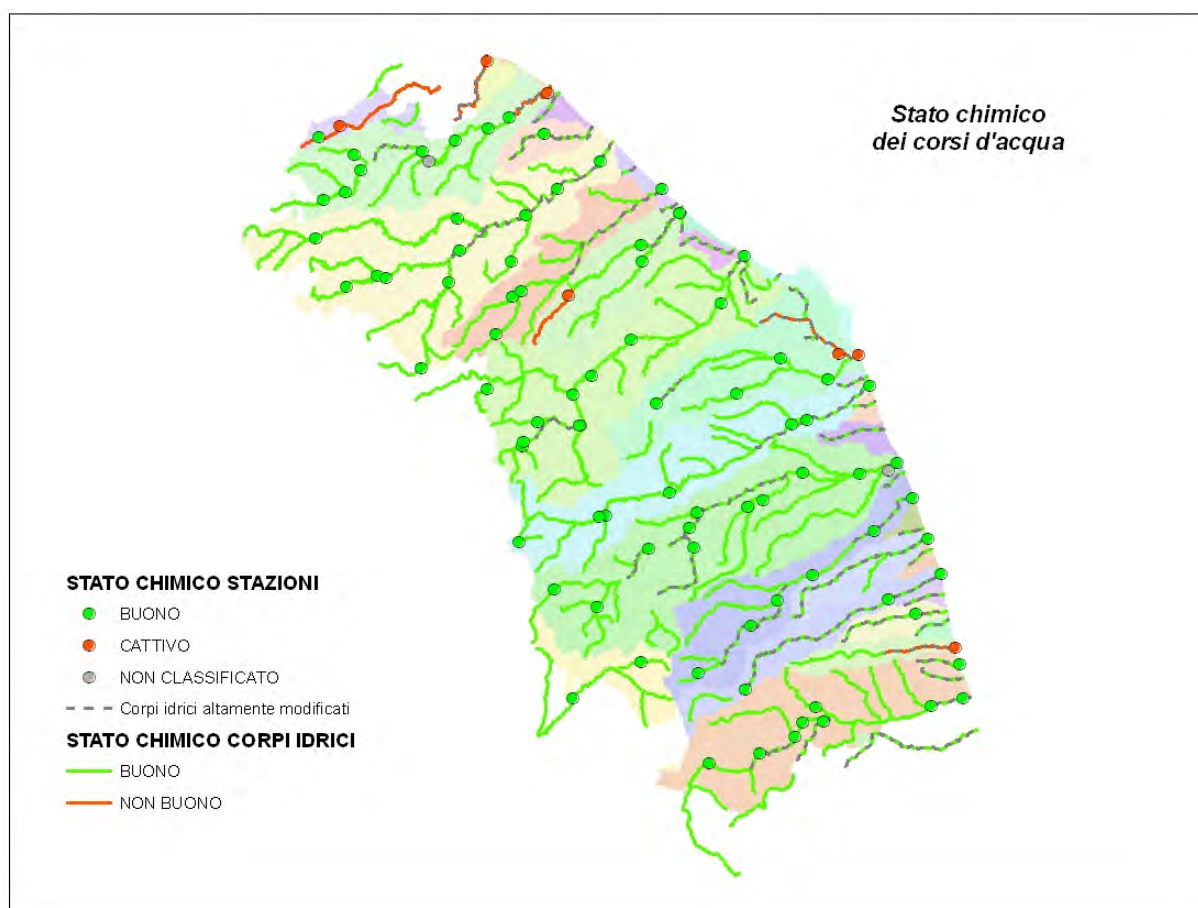 Stato chimico
dei corsi d'acqua
STATO CHIMICO STAZIONI
BUONO
CATTIVO
NON CLASSIFICATO
Corpi idrici altamente modificati
STATO CHIMICO CORPI IDRICI
BUONO
NON BUONO